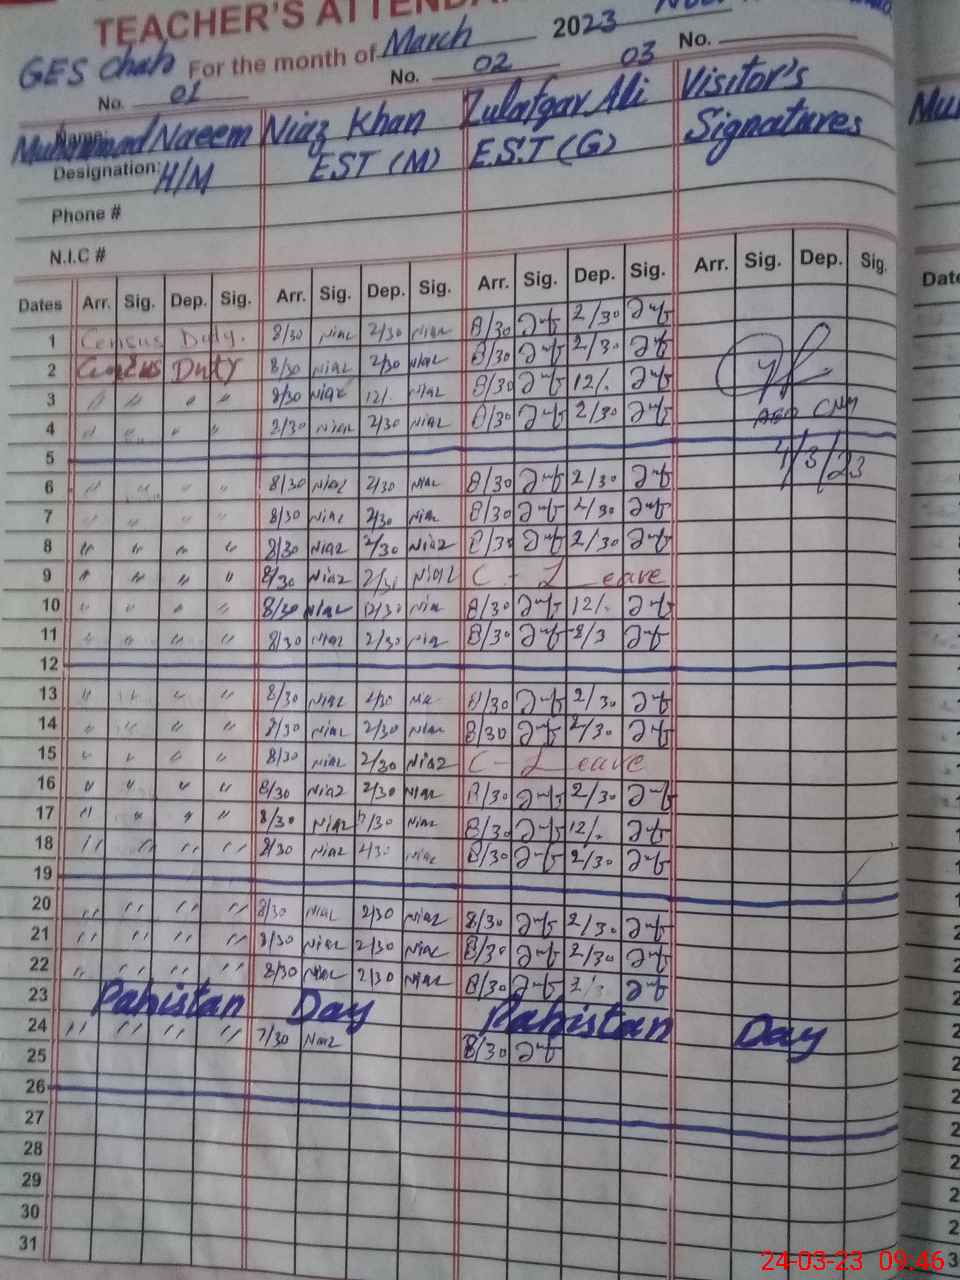 TEACHER'S ATTENDAN
GES Chah For the month of March 2023
No. 01 No. 02 03 No.
Name: Muhammad Naeem Niaz Khan Zulafqar Ali Visitor's
Designation: H/M EST (M) E.S.T (G) Signatures
Phone #
N.I.C #
Dates Arr. Sig. Dep. Sig. Arr. Sig. Dep. Sig. Arr. Sig. Dep. Sig. Arr. Sig. Dep. Sig.
1 Census Duty. 8/30 Niaz 2/30 Niaz 8/30 2/30
2 Census Duty 8/30 Niaz 2/30 Niaz 8/30 2/30
3 " " " " 8/30 Niaz 12/. Niaz 8/30 12/.
4 " " " " 2/30 Niaz 2/30 Niaz 8/30 2/30
5 4/3/23
6 " " " " 8/30 Niaz 2/30 Niaz 8/30 2/30
7 " " " " 8/30 Niaz 2/30 Niaz 8/30 2/30
8 " " " " 8/30 Niaz 2/30 Niaz 8/30 2/30
9 " " " " 8/30 Niaz 2/30 Niaz C - Leave
10 " " " " 8/30 Niaz 12/30 Niaz 8/30 12/.
11 " " " " 8/30 Niaz 2/30 Niaz 8/30
12
13 " " " " 8/30 Niaz 2/30 Niaz 8/30 2/30
14 " " " " 8/30 Niaz 2/30 Niaz 8/30 2/30
15 " " " " 8/30 Niaz 2/30 Niaz C - Leave
16 " " " " 8/30 Niaz 2/30 Niaz 8/30 2/30
17 " " " " 8/30 Niaz Niaz 8/30 12/.
18 " " " " 8/30 Niaz 2/30 Niaz 8/30 2/30
19
20 " " " " 8/30 Niaz 2/30 Niaz 8/30 2/30
21 " " " " 8/30 Niaz 2/30 Niaz 8/30 2/30
22 " " " " 8/30 Niaz 2/30 Niaz 8/30
23 Pakistan Day Pakistan Day
24 " " " " 7/30 Niaz 8/30
25
26
27
28
29
30
31
24-03-23 09:46